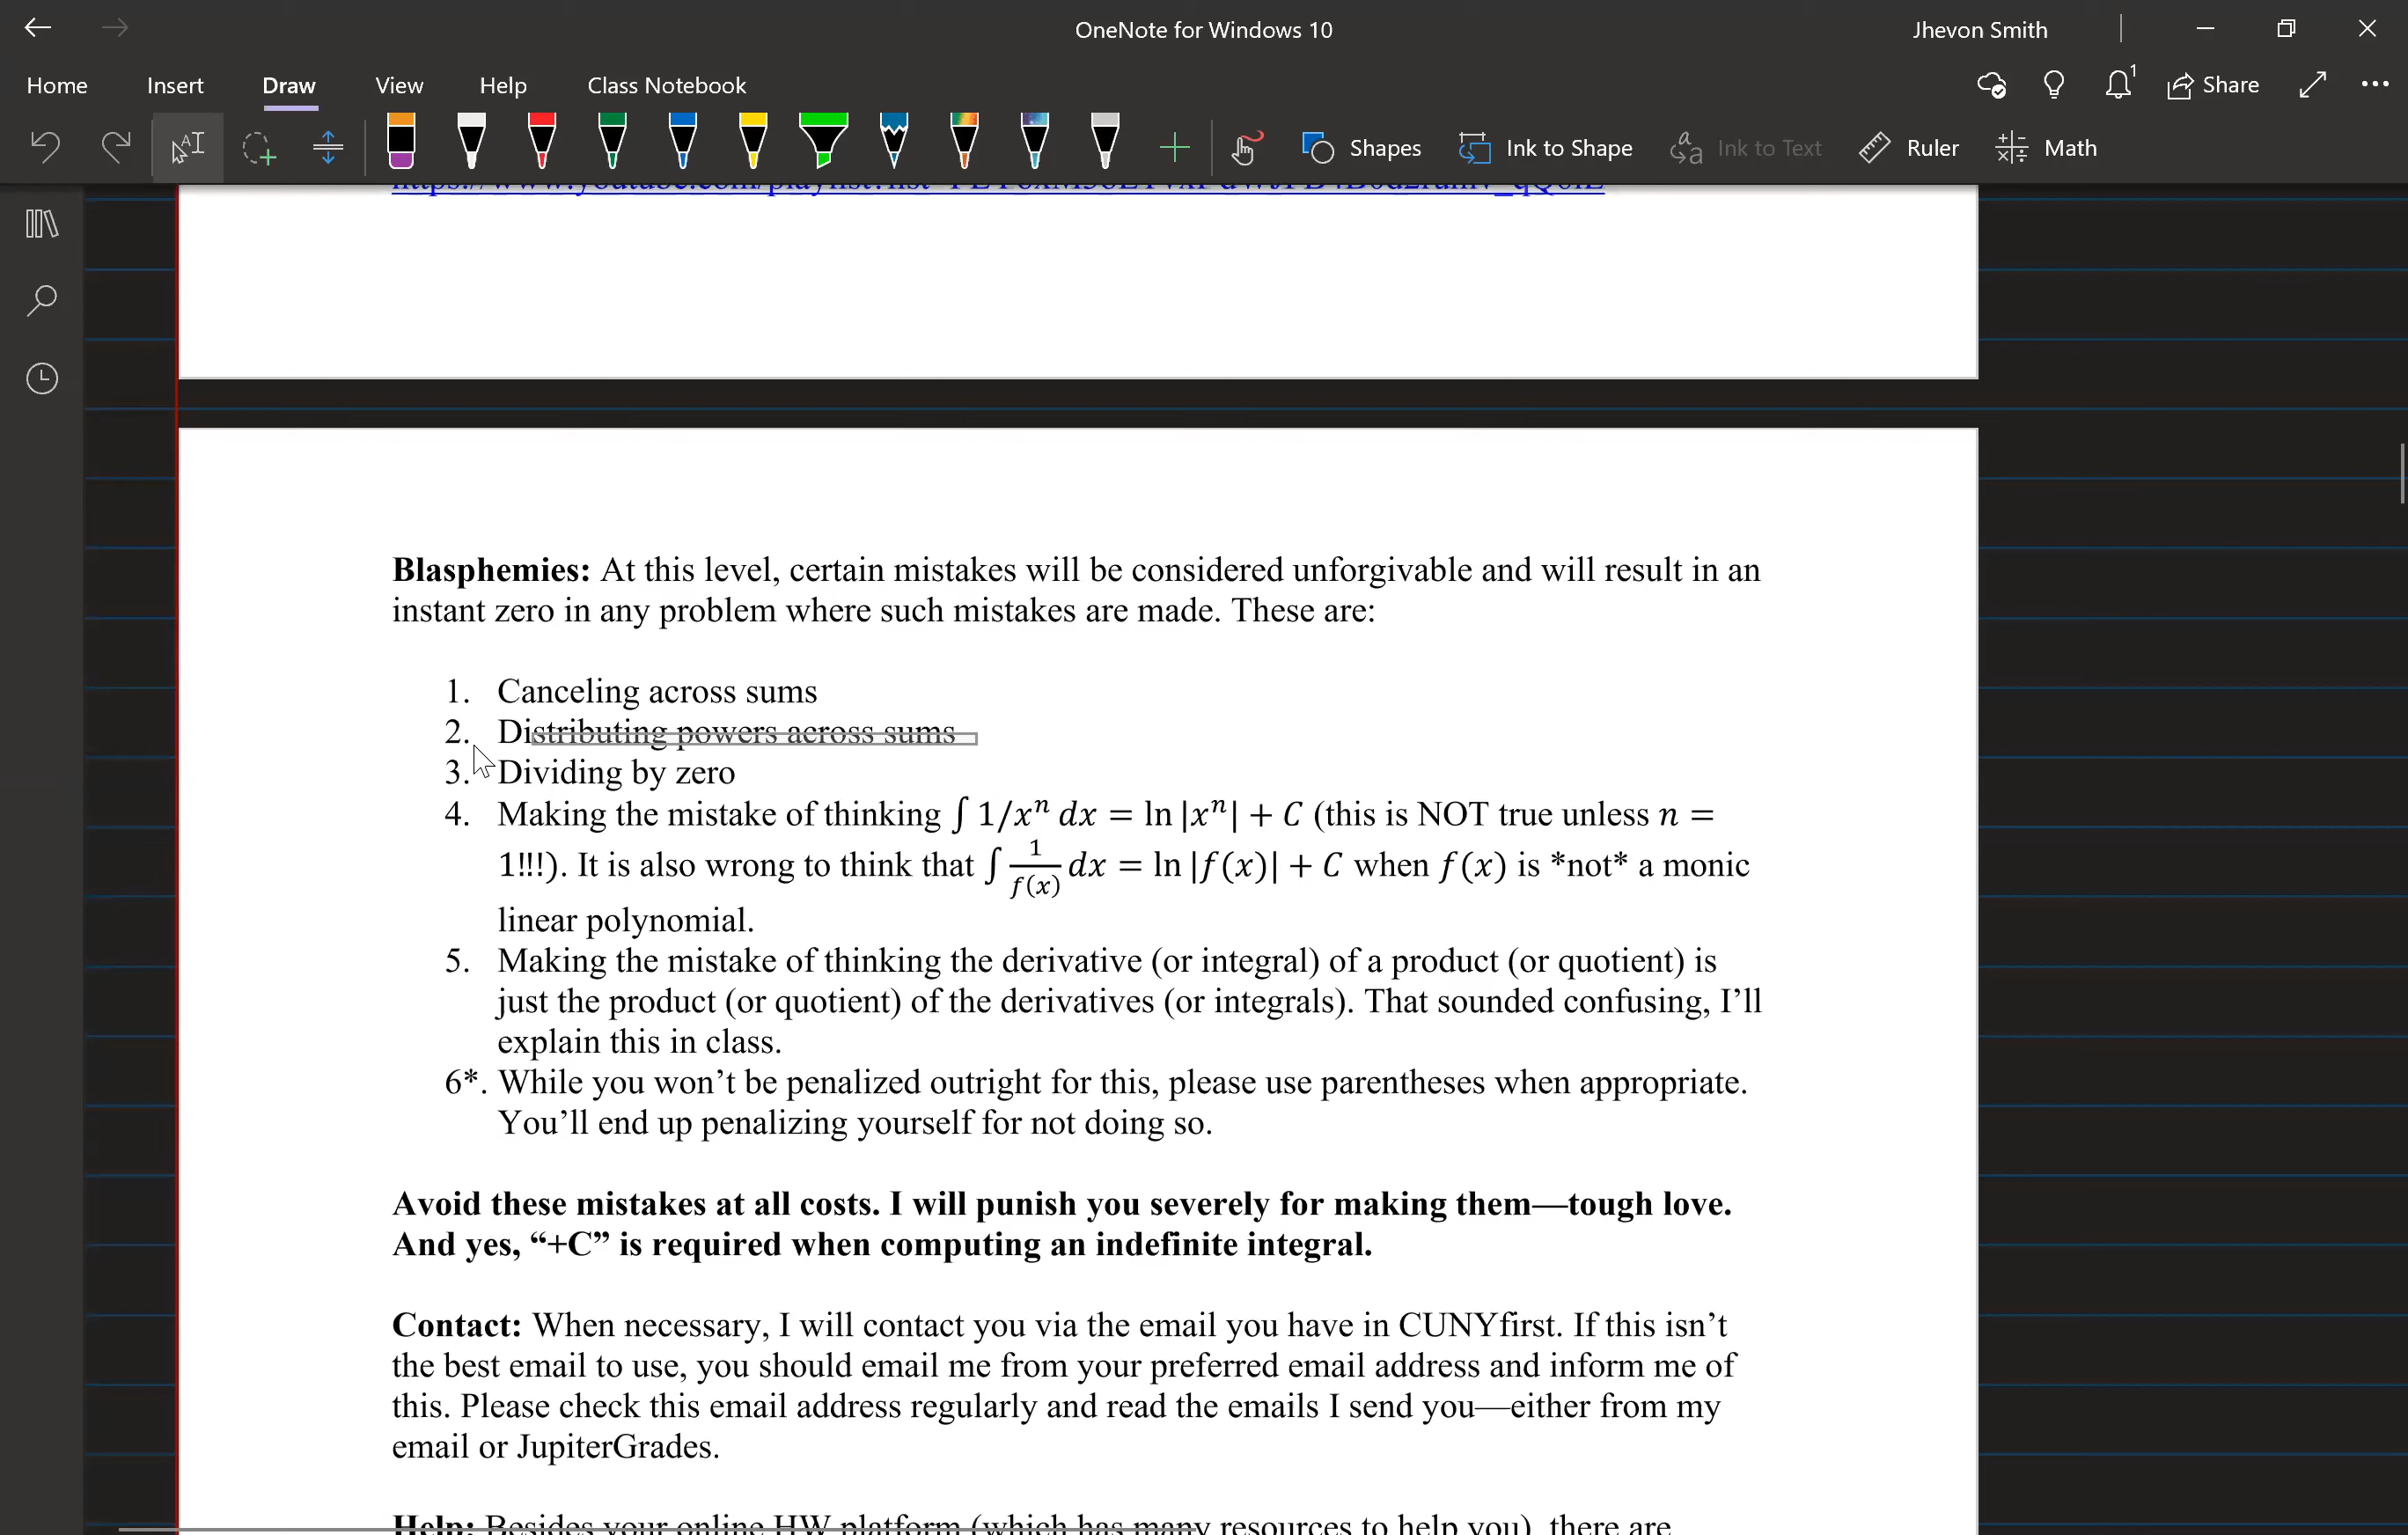 OneNote for Windows 10
Jhevon Smith
Home Insert Draw View Help Class Notebook
1 Share
Shapes Ink to Shape Ink to Text Ruler Math
Blasphemies: At this level, certain mistakes will be considered unforgivable and will result in an
instant zero in any problem where such mistakes are made. These are:
1. Canceling across sums
2. Distributing powers across sums
3. Dividing by zero
4. Making the mistake of thinking ∫ 1/xⁿ dx = ln |xⁿ| + C (this is NOT true unless n =
1!!!). It is also wrong to think that ∫ 1/f(x) dx = ln |f(x)| + C when f(x) is *not* a monic
linear polynomial.
5. Making the mistake of thinking the derivative (or integral) of a product (or quotient) is
just the product (or quotient) of the derivatives (or integrals). That sounded confusing, I’ll
explain this in class.
6*. While you won’t be penalized outright for this, please use parentheses when appropriate.
You’ll end up penalizing yourself for not doing so.
Avoid these mistakes at all costs. I will punish you severely for making them—tough love.
And yes, “+C” is required when computing an indefinite integral.
Contact: When necessary, I will contact you via the email you have in CUNYfirst. If this isn’t
the best email to use, you should email me from your preferred email address and inform me of
this. Please check this email address regularly and read the emails I send you—either from my
email or JupiterGrades.
Help: Besides your online HW platform (which has many resources to help you), there are